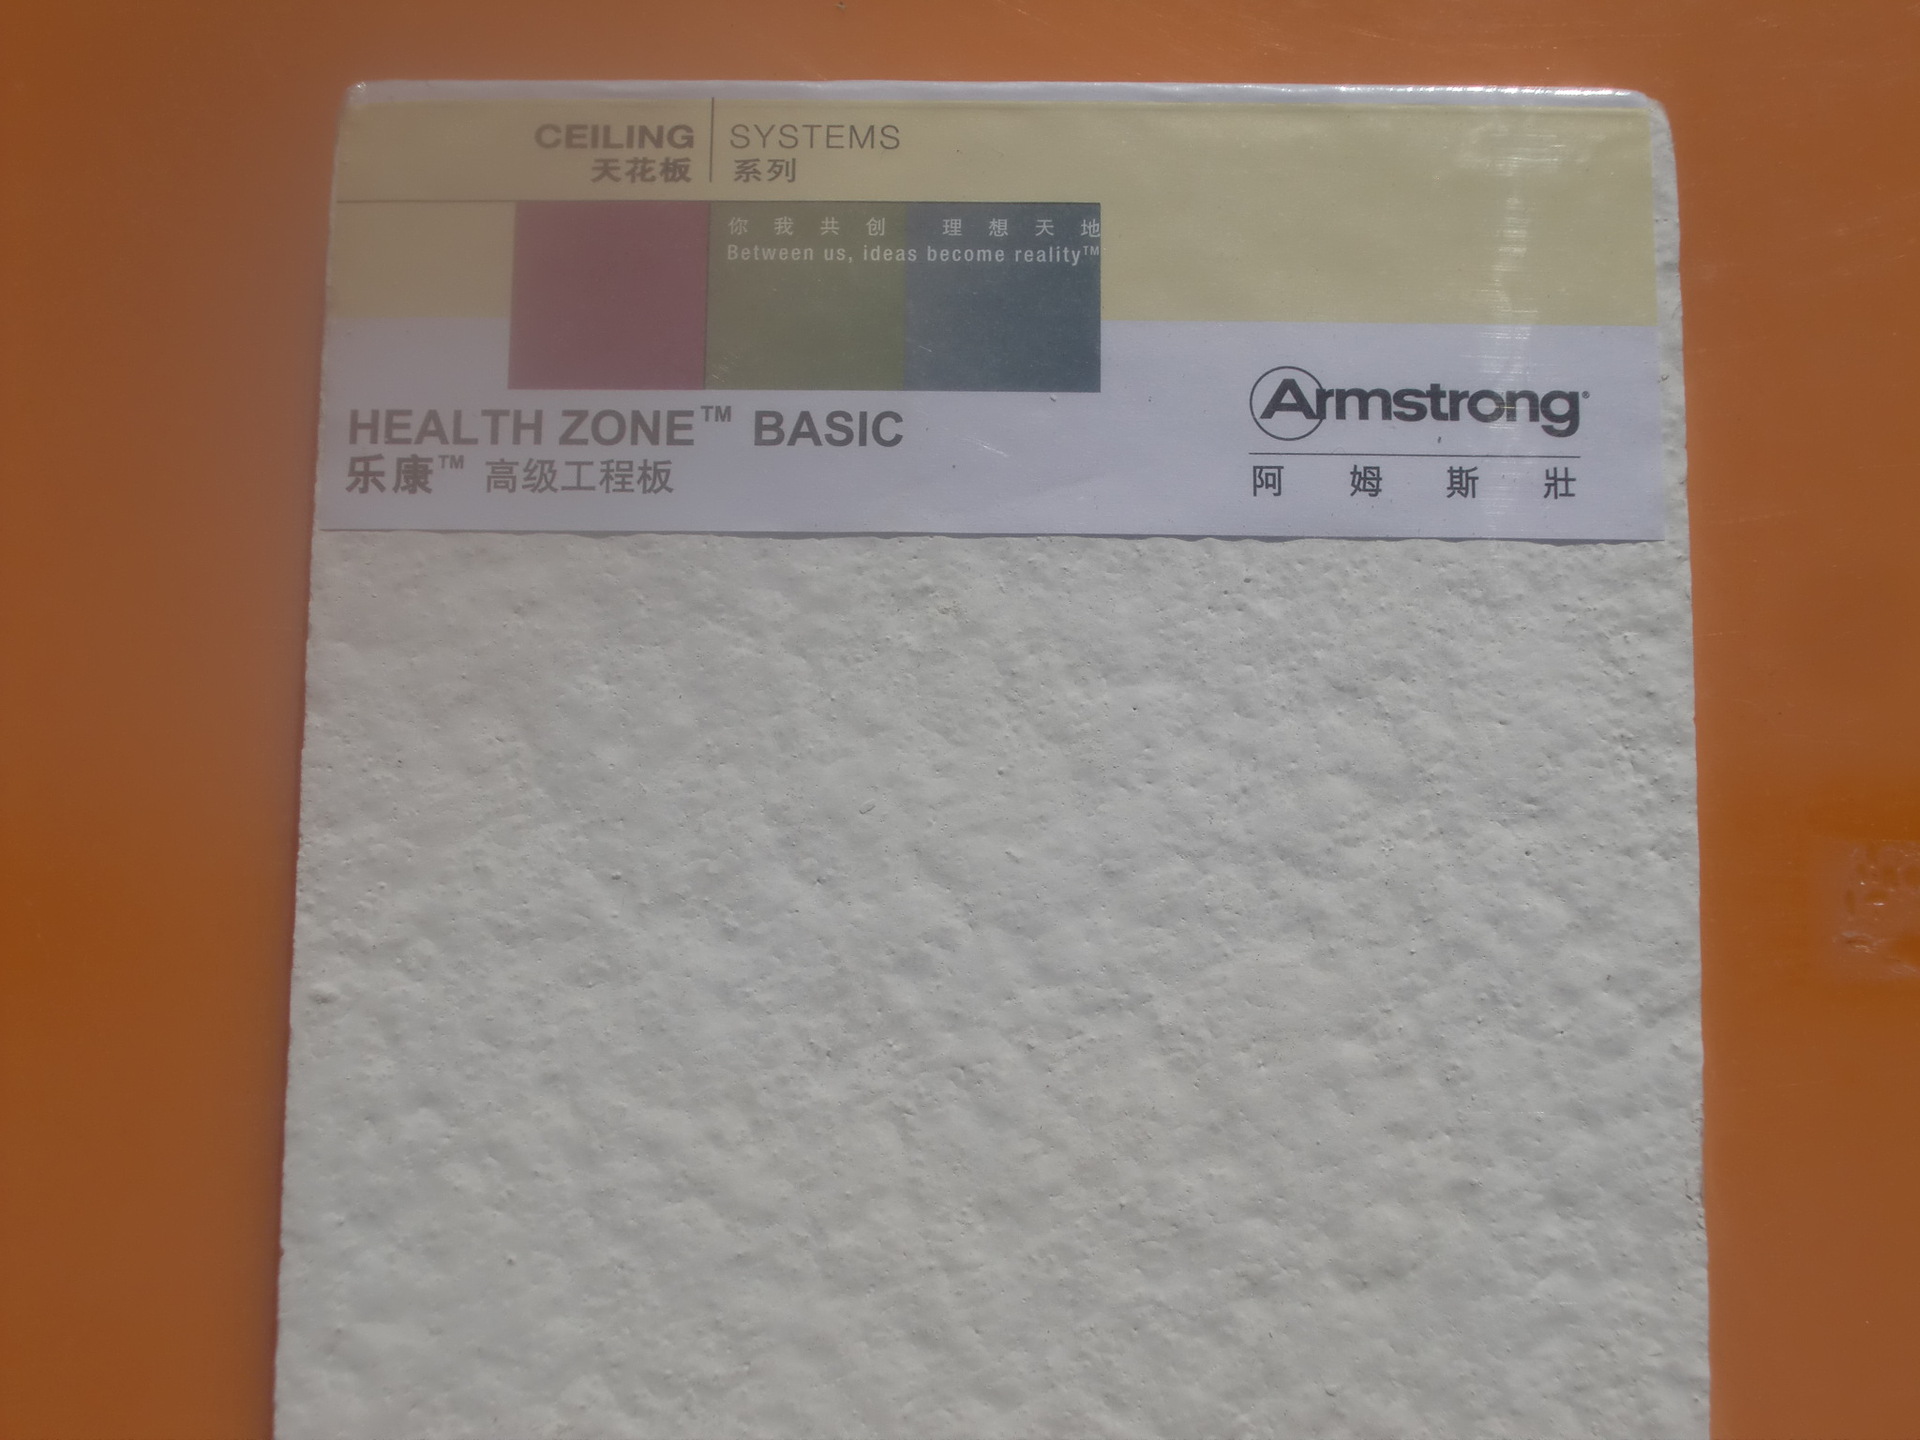 CEILING SYSTEMS
天花板 系列
你我共创 理想天地
Between us, ideas become reality™
HEALTH ZONE™ BASIC
乐康™ 高级工程板
Armstrong®
阿姆斯壯